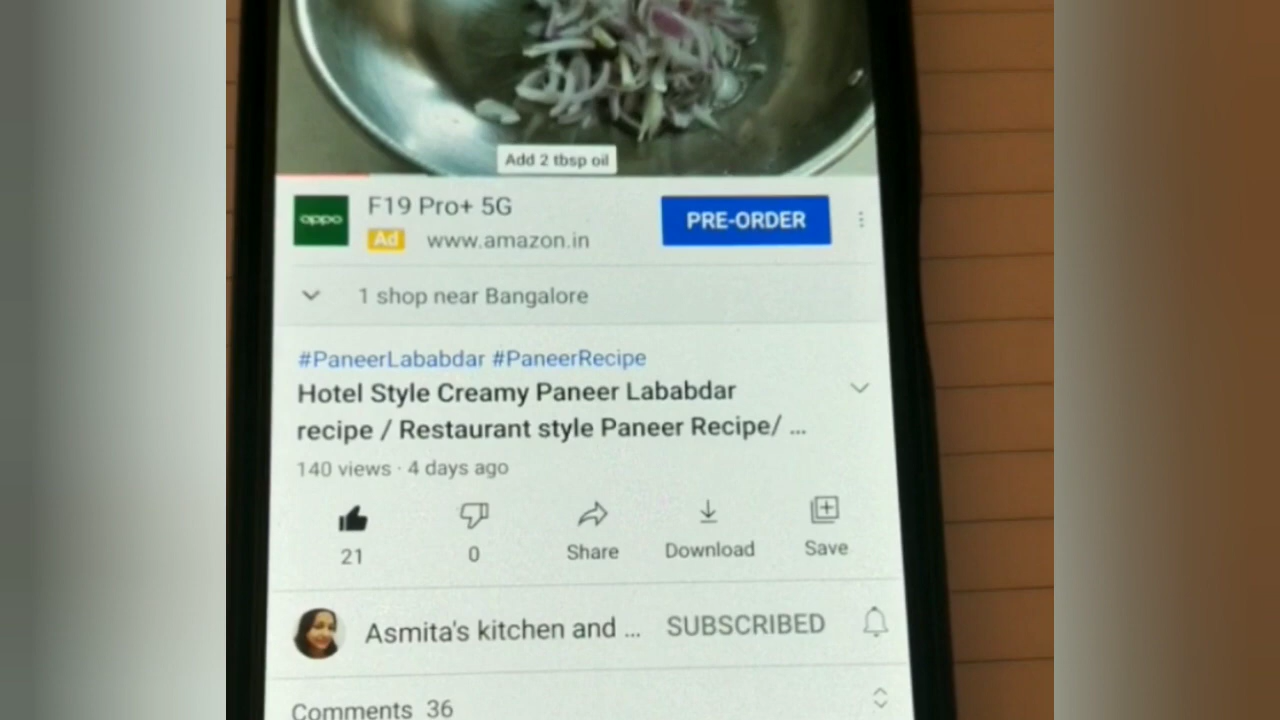 Add 2 tbsp oil
oppo
F19 Pro+ 5G
PRE-ORDER
Ad www.amazon.in
1 shop near Bangalore
#PaneerLababdar #PaneerRecipe
Hotel Style Creamy Paneer Lababdar
recipe / Restaurant style Paneer Recipe/ ...
140 views · 4 days ago
21
0
Share
Download
Save
Asmita's kitchen and ...
SUBSCRIBED
Comments 36